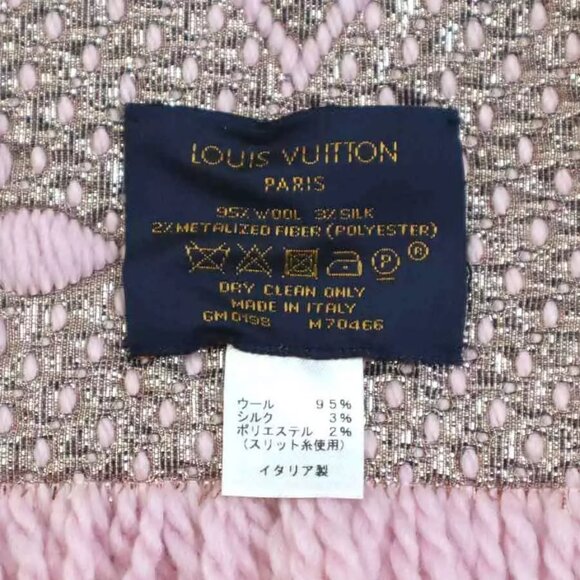 LOUIS VUITTON
PARIS
95% WOOL 3% SILK
2% METALIZED FIBER (POLYESTER)
P ®
DRY CLEAN ONLY
MADE IN ITALY
GM0198 M70466
ウール 95%
シルク 3%
ポリエステル 2%
(スリット糸使用)
イタリア製